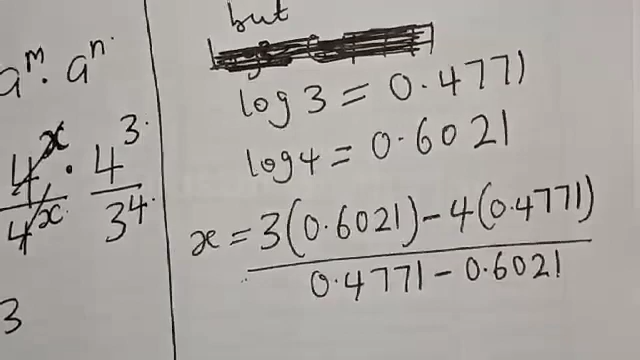 a^m · a^n
4^x/4^x · 4^3/3^4
3
but
log 3 = 0.4771
log 4 = 0.6021
x = 3(0.6021) - 4(0.4771)
0.4771 - 0.6021